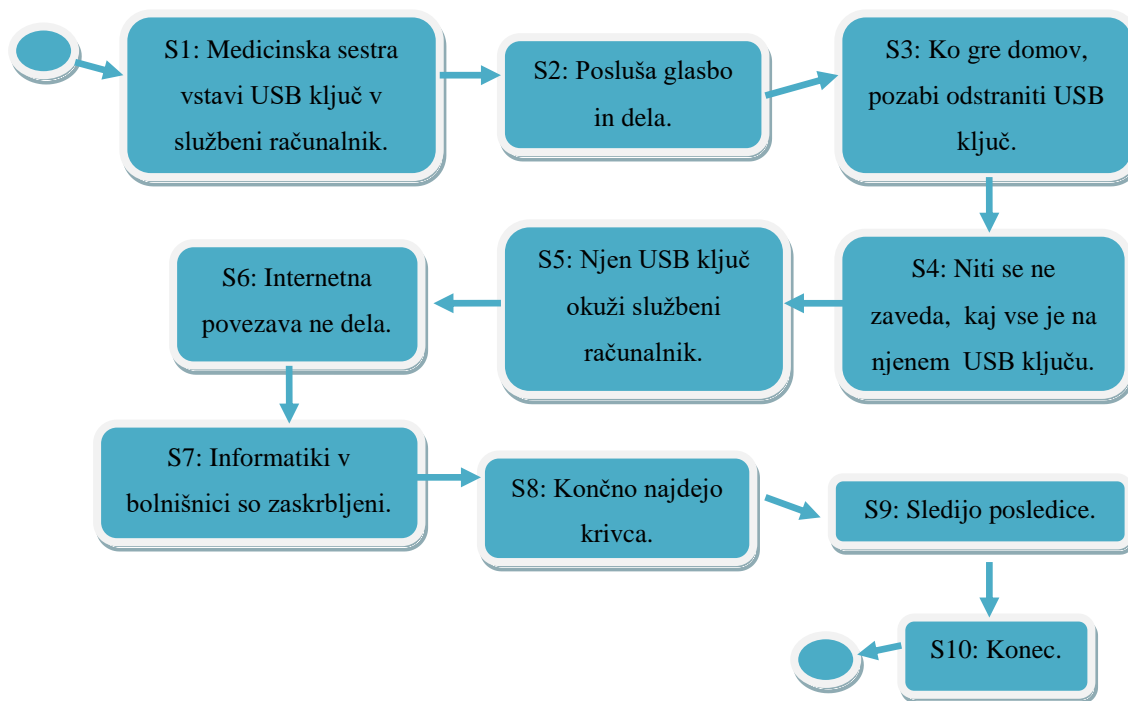 S1: Medicinska sestra
vstavi USB ključ v
službeni računalnik.
S2: Posluša glasbo
in dela.
S3: Ko gre domov,
pozabi odstraniti USB
ključ.
S4: Niti se ne
zaveda, kaj vse je na
njenem USB ključu.
S5: Njen USB ključ
okuži službeni
računalnik.
S6: Internetna
povezava ne dela.
S7: Informatiki v
bolnišnici so zaskrbljeni.
S8: Končno najdejo
krivca.
S9: Sledijo posledice.
S10: Konec.